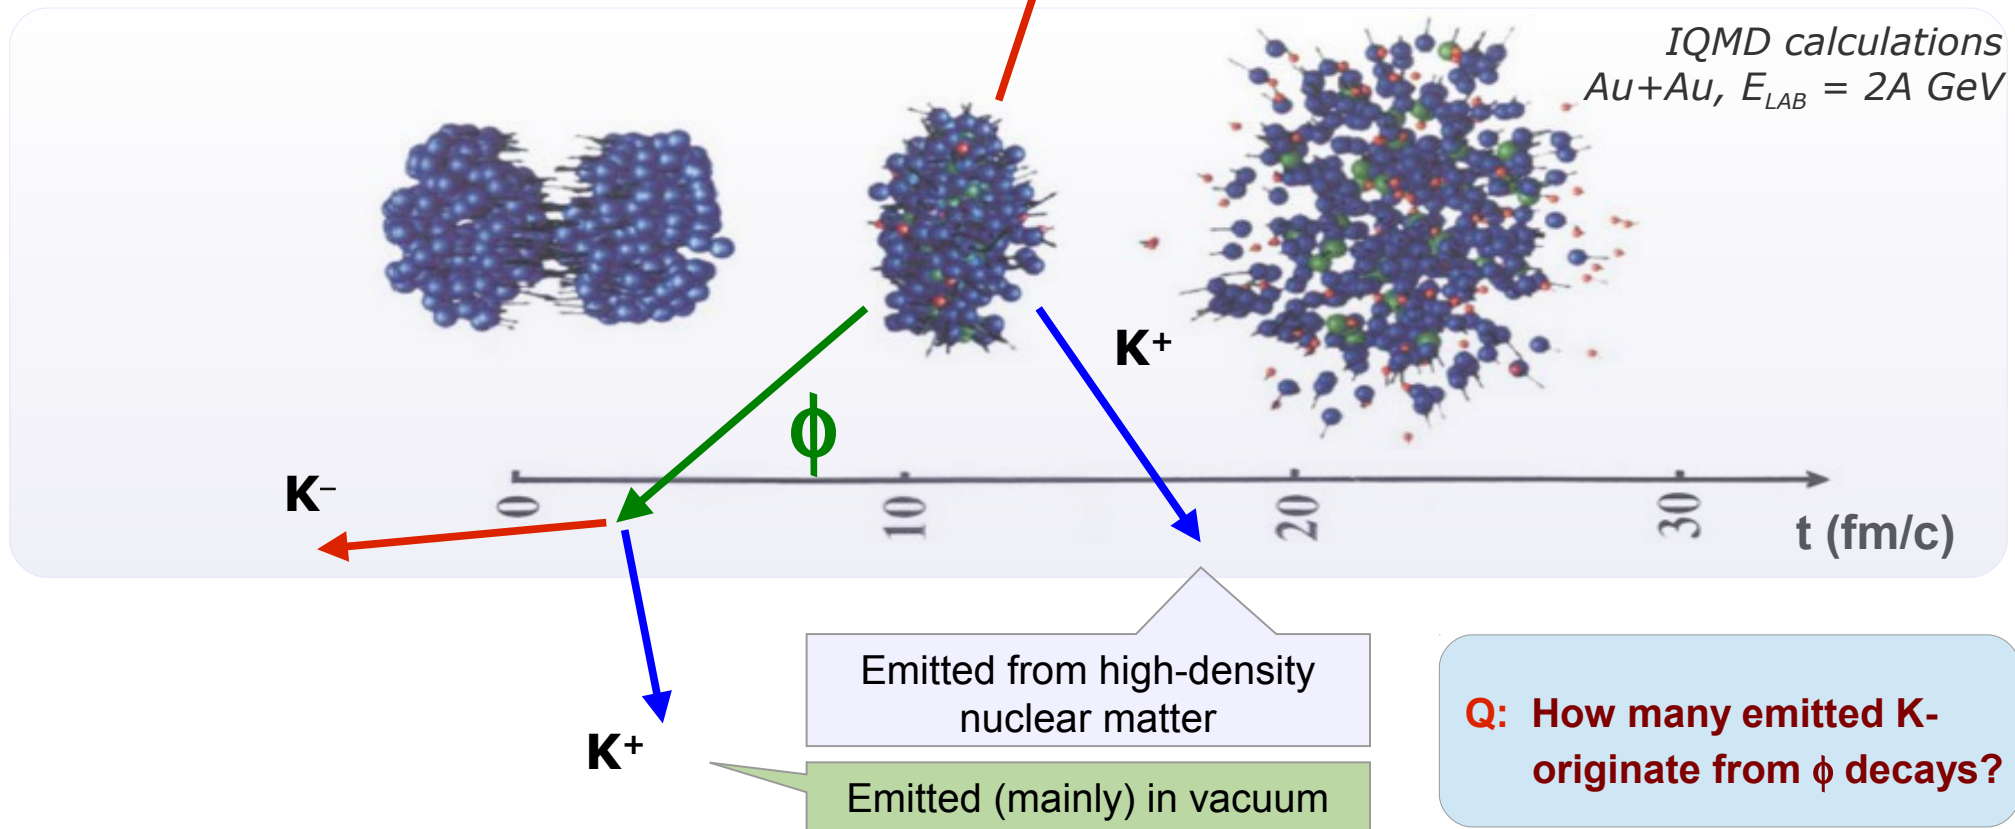 IQMD calculations
Au+Au, E_LAB = 2A GeV
K⁺
ϕ
K⁻
0
10
20
30
t (fm/c)
Emitted from high-density
nuclear matter
K⁺
Emitted (mainly) in vacuum
Q: How many emitted K-
originate from ϕ decays?